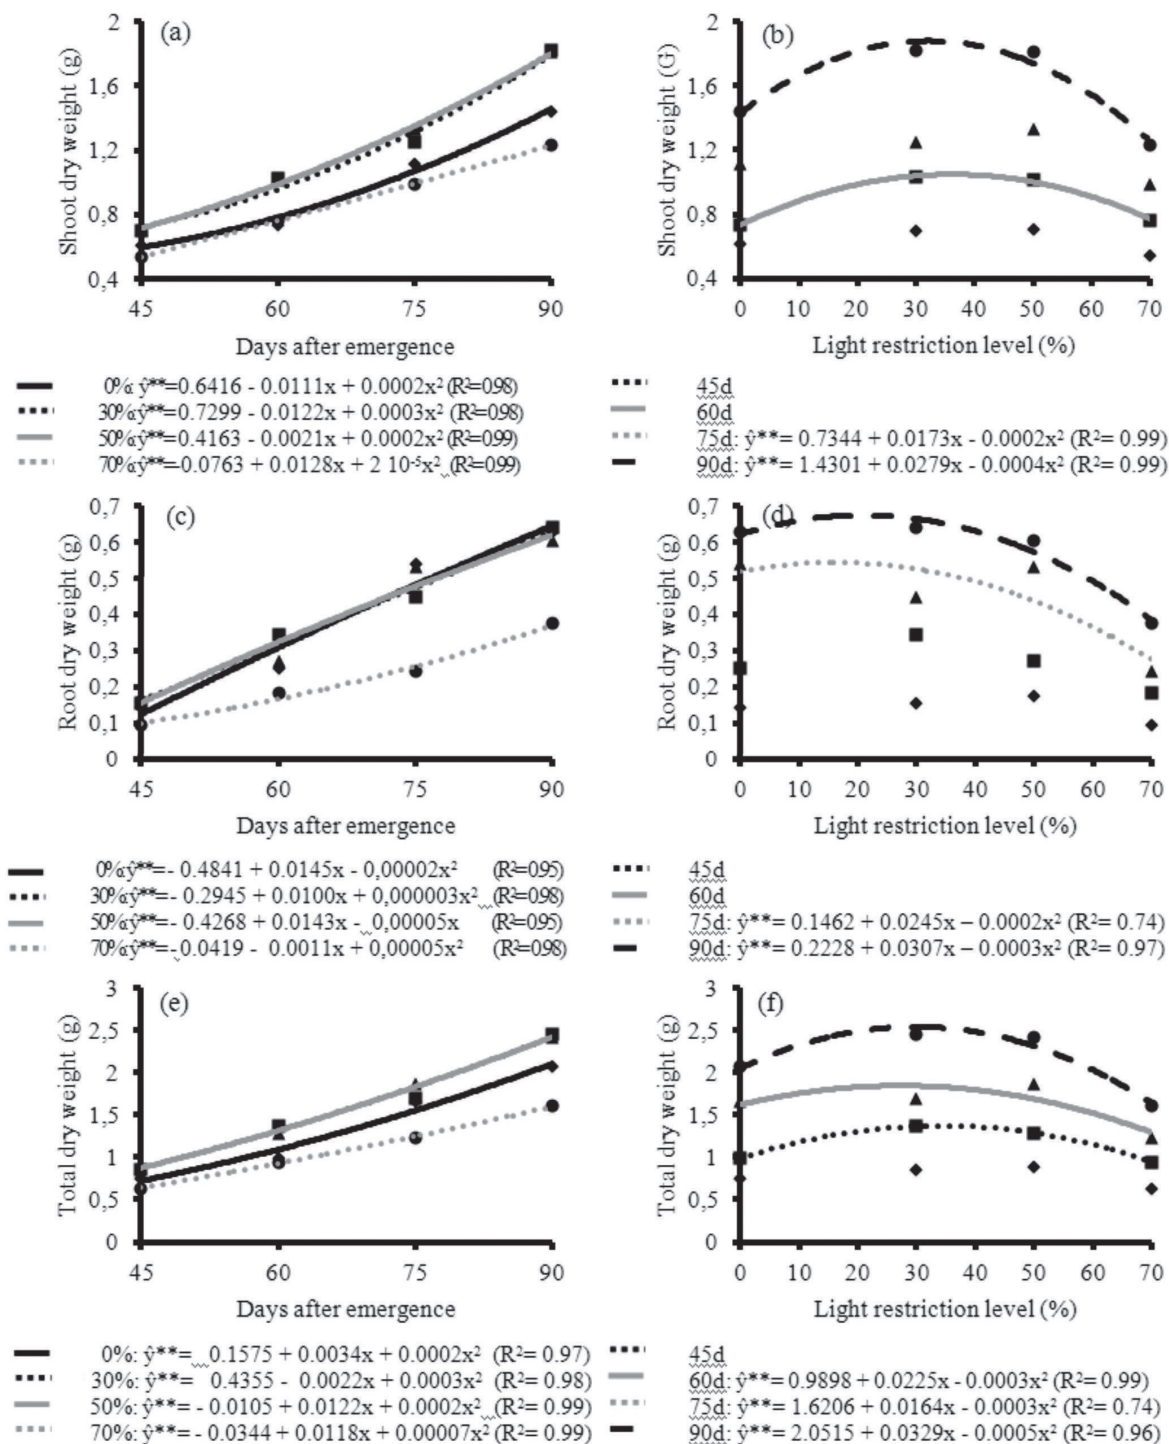 (a)
Shoot dry weight (g)
2
1,6
1,2
0,8
0,4
45 60 75 90
Days after emergence
0%: ŷ**=0.6416 - 0.0111x + 0.0002x² (R²=0.98)
30%: ŷ**=0.7299 - 0.0122x + 0.0003x² (R²=0.98)
50%: ŷ**=0.4163 - 0.0021x + 0.0002x² (R²=0.99)
70%: ŷ**=-0.0763 + 0.0128x + 2 10⁻⁵x² (R²=0.99)
(b)
Shoot dry weight (G)
2
1,6
1,2
0,8
0,4
0 10 20 30 40 50 60 70
Light restriction level (%)
45d
60d
75d: ŷ** = 0.7344 + 0.0173x - 0.0002x² (R²= 0.99)
90d: ŷ** = 1.4301 + 0.0279x - 0.0004x² (R²= 0.99)
(c)
Root dry weight (g)
0,7
0,6
0,5
0,4
0,3
0,2
0,1
0
45 60 75 90
Days after emergence
0%: ŷ**=- 0.4841 + 0.0145x - 0,00002x² (R²=0.95)
30%: ŷ**=- 0.2945 + 0.0100x + 0,000003x² (R²=0.98)
50%: ŷ**=- 0.4268 + 0.0143x - 0,00005x (R²=0.95)
70%: ŷ**=-0.0419 - 0.0011x + 0,00005x² (R²=0.98)
(d)
Root dry weight (g)
0,7
0,6
0,5
0,4
0,3
0,2
0,1
0
0 10 20 30 40 50 60 70
Light restriction level (%)
45d
60d
75d: ŷ** = 0.1462 + 0.0245x – 0.0002x² (R²= 0.74)
90d: ŷ** = 0.2228 + 0.0307x – 0.0003x² (R²= 0.97)
(e)
Total dry weight (g)
3
2,5
2
1,5
1
0,5
0
45 60 75 90
Days after emergence
0%: ŷ**= 0.1575 + 0.0034x + 0.0002x² (R²= 0.97)
30%: ŷ**= 0.4355 - 0.0022x + 0.0003x² (R²= 0.98)
50%: ŷ**= - 0.0105 + 0.0122x + 0.0002x² (R²= 0.99)
70%: ŷ**= - 0.0344 + 0.0118x + 0.00007x² (R²= 0.99)
(f)
Total dry weight (g)
3
2,5
2
1,5
1
0,5
0
0 10 20 30 40 50 60 70
Light restriction level (%)
45d
60d: ŷ**= 0.9898 + 0.0225x - 0.0003x² (R²= 0.99)
75d: ŷ**= 1.6206 + 0.0164x - 0.0003x² (R²= 0.74)
90d: ŷ**= 2.0515 + 0.0329x - 0.0005x² (R²= 0.96)